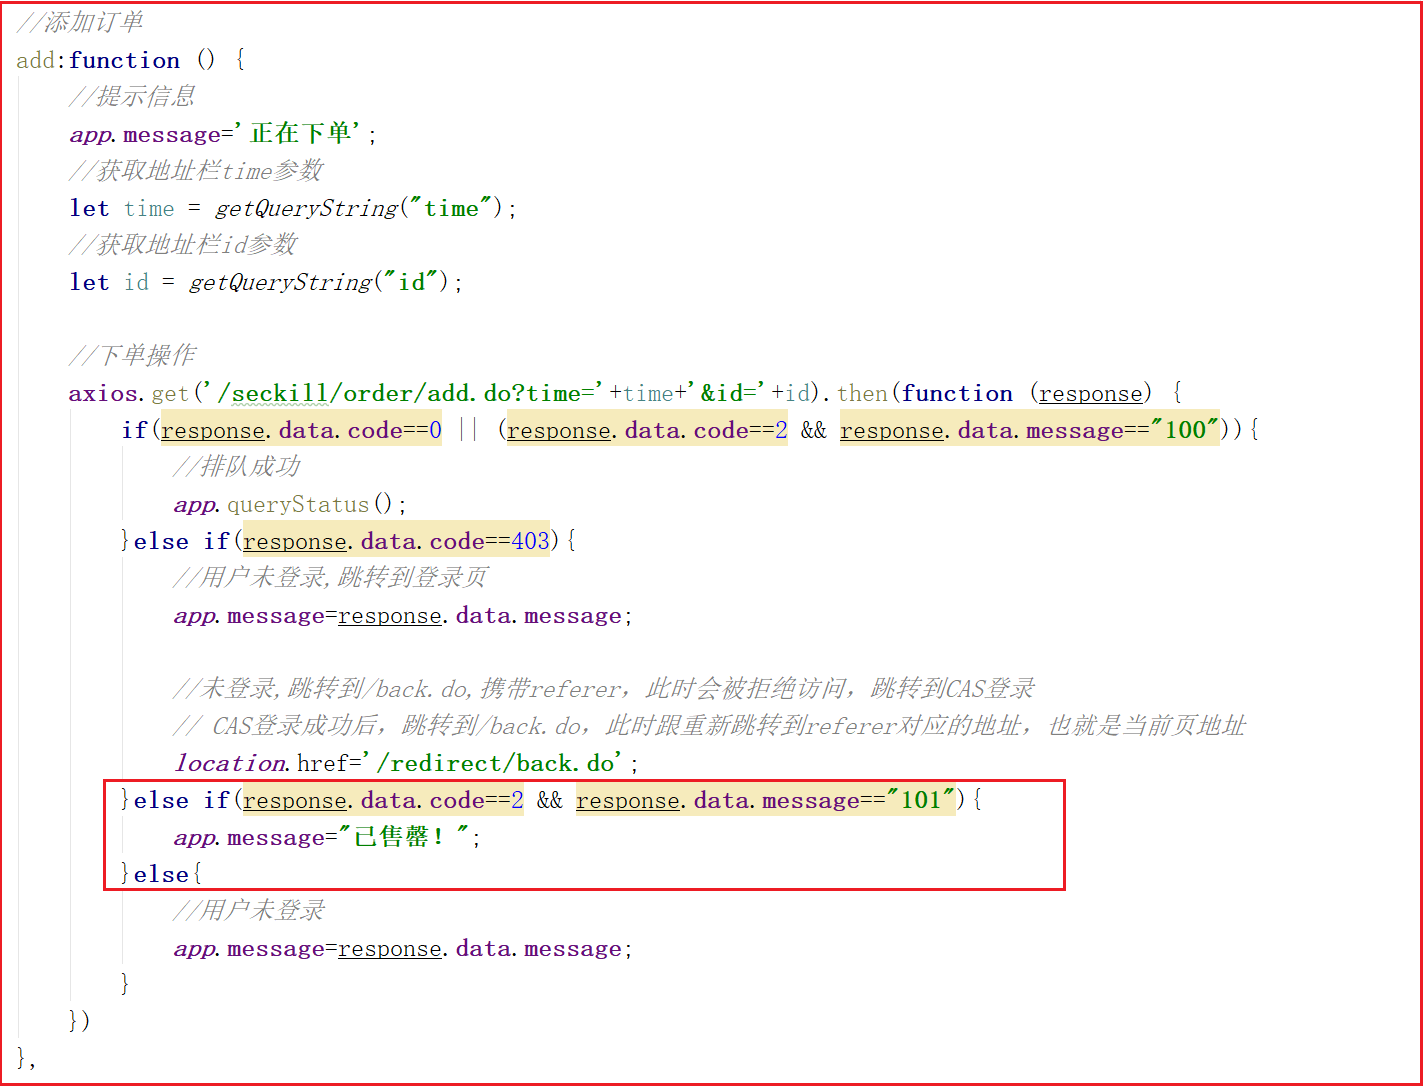 //添加订单
add:function () {
    //提示信息
    app.message='正在下单';
    //获取地址栏time参数
    let time = getQueryString("time");
    //获取地址栏id参数
    let id = getQueryString("id");

    //下单操作
    axios.get('/seckill/order/add.do?time='+time+'&id='+id).then(function (response) {
        if(response.data.code==0 || (response.data.code==2 && response.data.message=="100")){
            //排队成功
            app.queryStatus();
        }else if(response.data.code==403){
            //用户未登录,跳转到登录页
            app.message=response.data.message;

            //未登录,跳转到/back.do,携带referer，此时会被拒绝访问，跳转到CAS登录
            // CAS登录成功后，跳转到/back.do，此时跟重新跳转到referer对应的地址，也就是当前页地址
            location.href='/redirect/back.do';
        }else if(response.data.code==2 && response.data.message=="101"){
            app.message="已售罄！";
        }else{
            //用户未登录
            app.message=response.data.message;
        }
    })
},